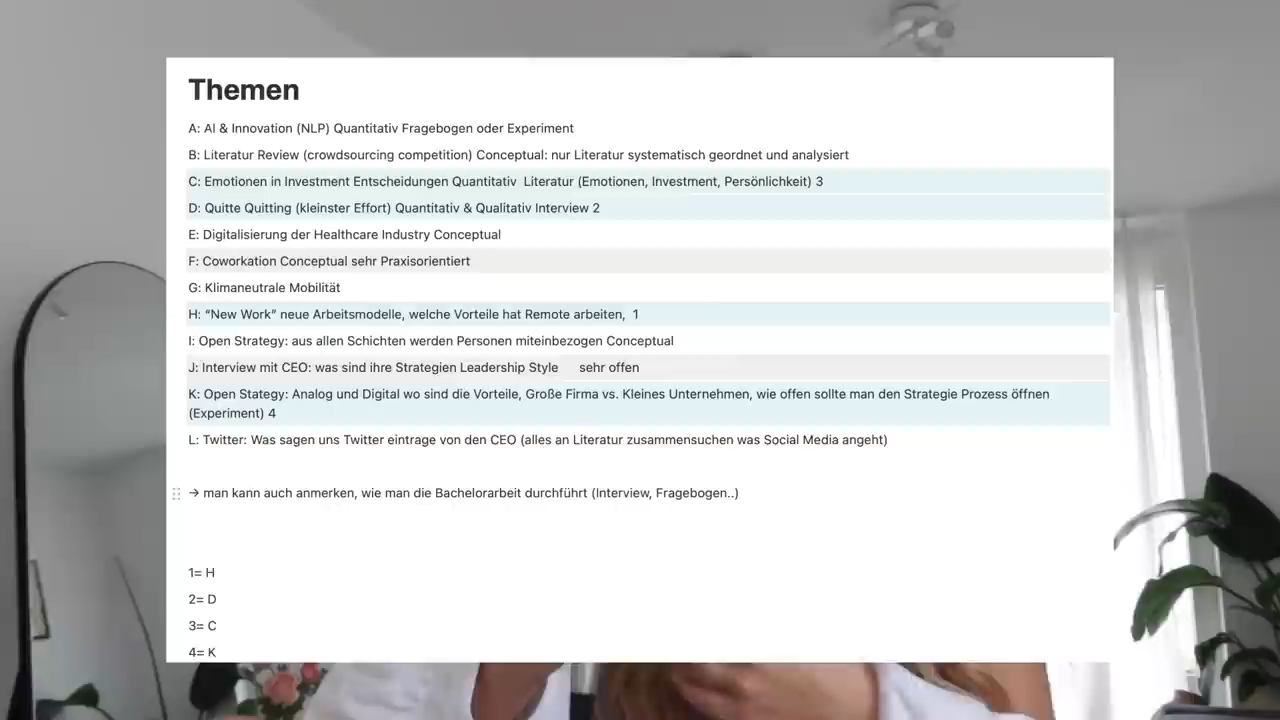 Themen
A: AI & Innovation (NLP) Quantitativ Fragebogen oder Experiment
B: Literatur Review (crowdsourcing competition) Conceptual: nur Literatur systematisch geordnet und analysiert
C: Emotionen in Investment Entscheidungen Quantitativ  Literatur (Emotionen, Investment, Persönlichkeit) 3
D: Quitte Quitting (kleinster Effort) Quantitativ & Qualitativ Interview 2
E: Digitalisierung der Healthcare Industry Conceptual
F: Coworkation Conceptual sehr Praxisorientiert
G: Klimaneutrale Mobilität
H: “New Work” neue Arbeitsmodelle, welche Vorteile hat Remote arbeiten,  1
I: Open Strategy: aus allen Schichten werden Personen miteinbezogen Conceptual
J: Interview mit CEO: was sind ihre Strategien Leadership Style     sehr offen
K: Open Stategy: Analog und Digital wo sind die Vorteile, Große Firma vs. Kleines Unternehmen, wie offen sollte man den Strategie Prozess öffnen
(Experiment) 4
L: Twitter: Was sagen uns Twitter eintrage von den CEO (alles an Literatur zusammensuchen was Social Media angeht)
→ man kann auch anmerken, wie man die Bachelorarbeit durchführt (Interview, Fragebogen..)
1= H
2= D
3= C
4= K